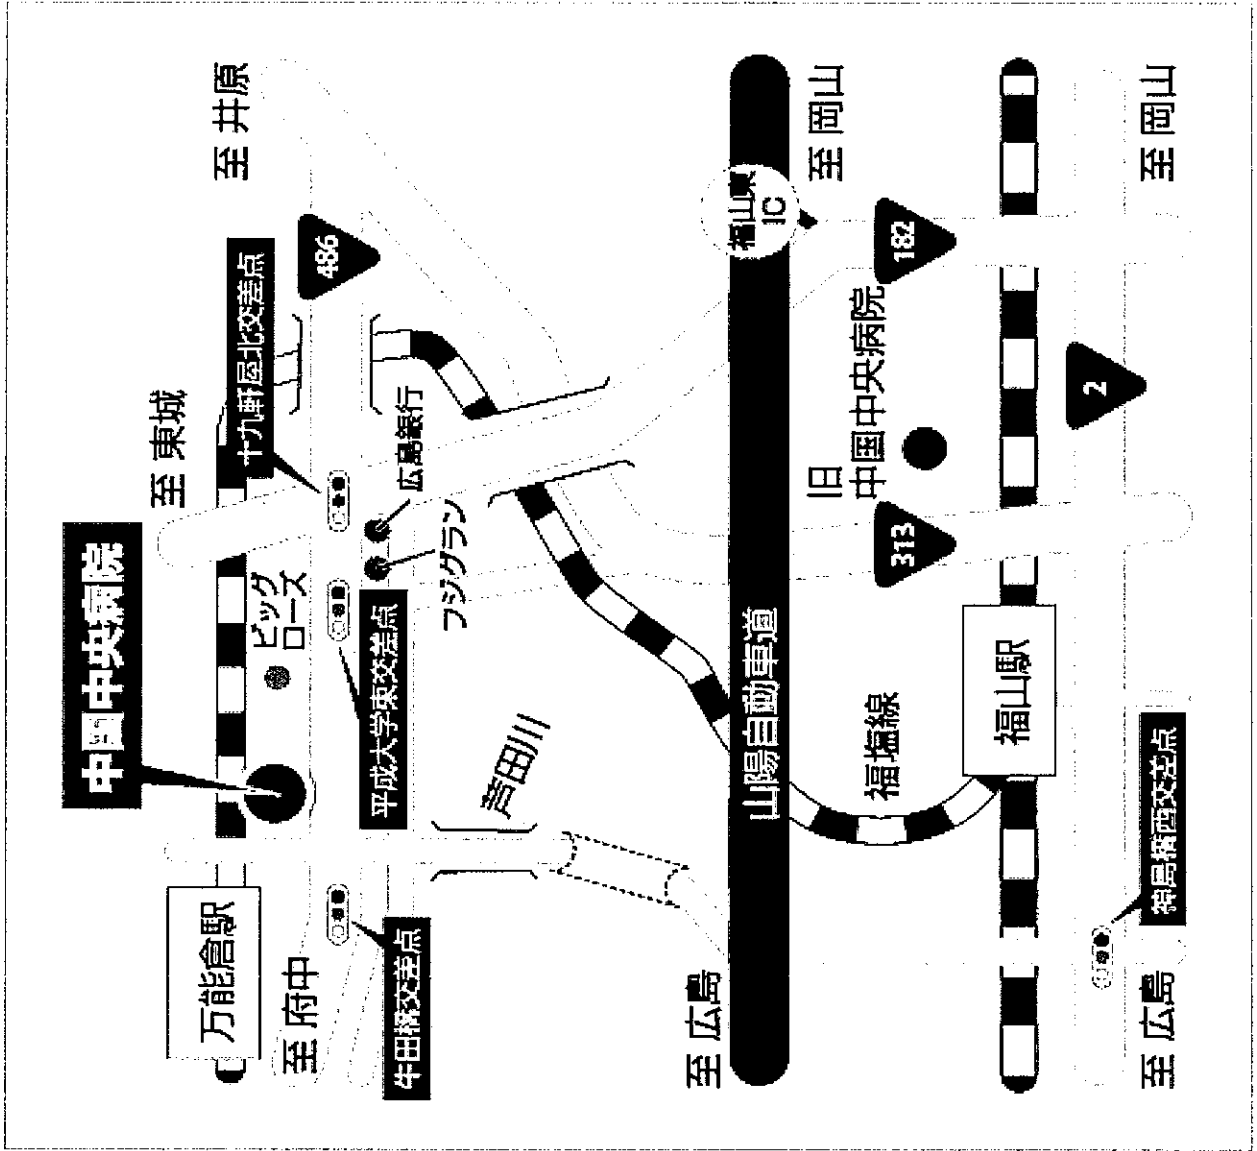 中国中央病院
至 東城
万能倉駅
至 井原
十九軒屋北交差点
ビッグ
ローズ
至 府中
486
平成大学東交差点
牛田橋交差点
広島銀行
フジグラン
芦田川
至 広島
福山東
IC
山陽自動車道
至 岡山
旧
中国中央病院
福塩線
313
182
福山駅
2
神島橋西交差点
至 広島
至 岡山